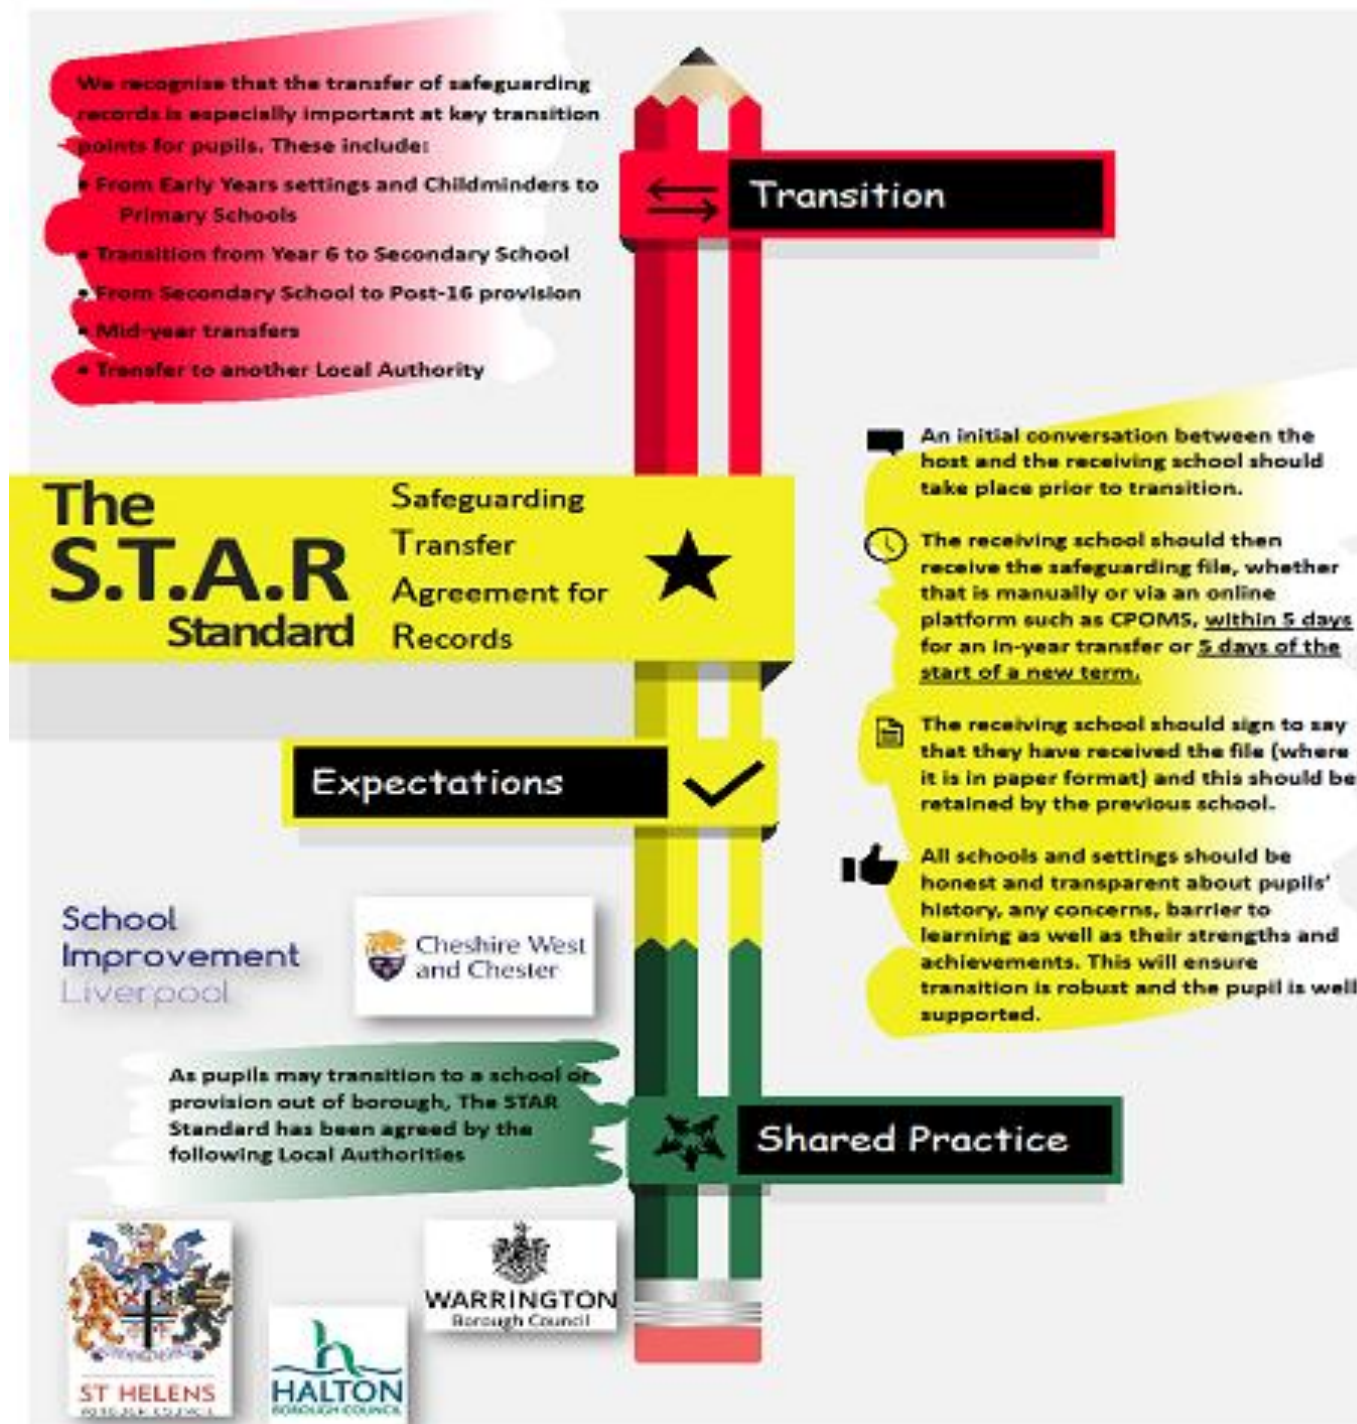 We recognise that the transfer of safeguarding
records is especially important at key transition
points for pupils. These include:
• From Early Years settings and Childminders to
Primary Schools
• Transition from Year 6 to Secondary School
• From Secondary School to Post-16 provision
• Mid-year transfers
• Transfer to another Local Authority
Transition
The
S.T.A.R
Standard
Safeguarding
Transfer
Agreement for
Records
An initial conversation between the
host and the receiving school should
take place prior to transition.
The receiving school should then
receive the safeguarding file, whether
that is manually or via an online
platform such as CPOMS, within 5 days
for an in-year transfer or 5 days of the
start of a new term.
The receiving school should sign to say
that they have received the file (where
it is in paper format) and this should be
retained by the previous school.
All schools and settings should be
honest and transparent about pupils'
history, any concerns, barrier to
learning as well as their strengths and
achievements. This will ensure
transition is robust and the pupil is well
supported.
Expectations
School
Improvement
Liverpool
Cheshire West
and Chester
As pupils may transition to a school or
provision out of borough, The STAR
Standard has been agreed by the
following Local Authorities
Shared Practice
ST HELENS
BOROUGH COUNCIL
HALTON
BOROUGH COUNCIL
WARRINGTON
Borough Council